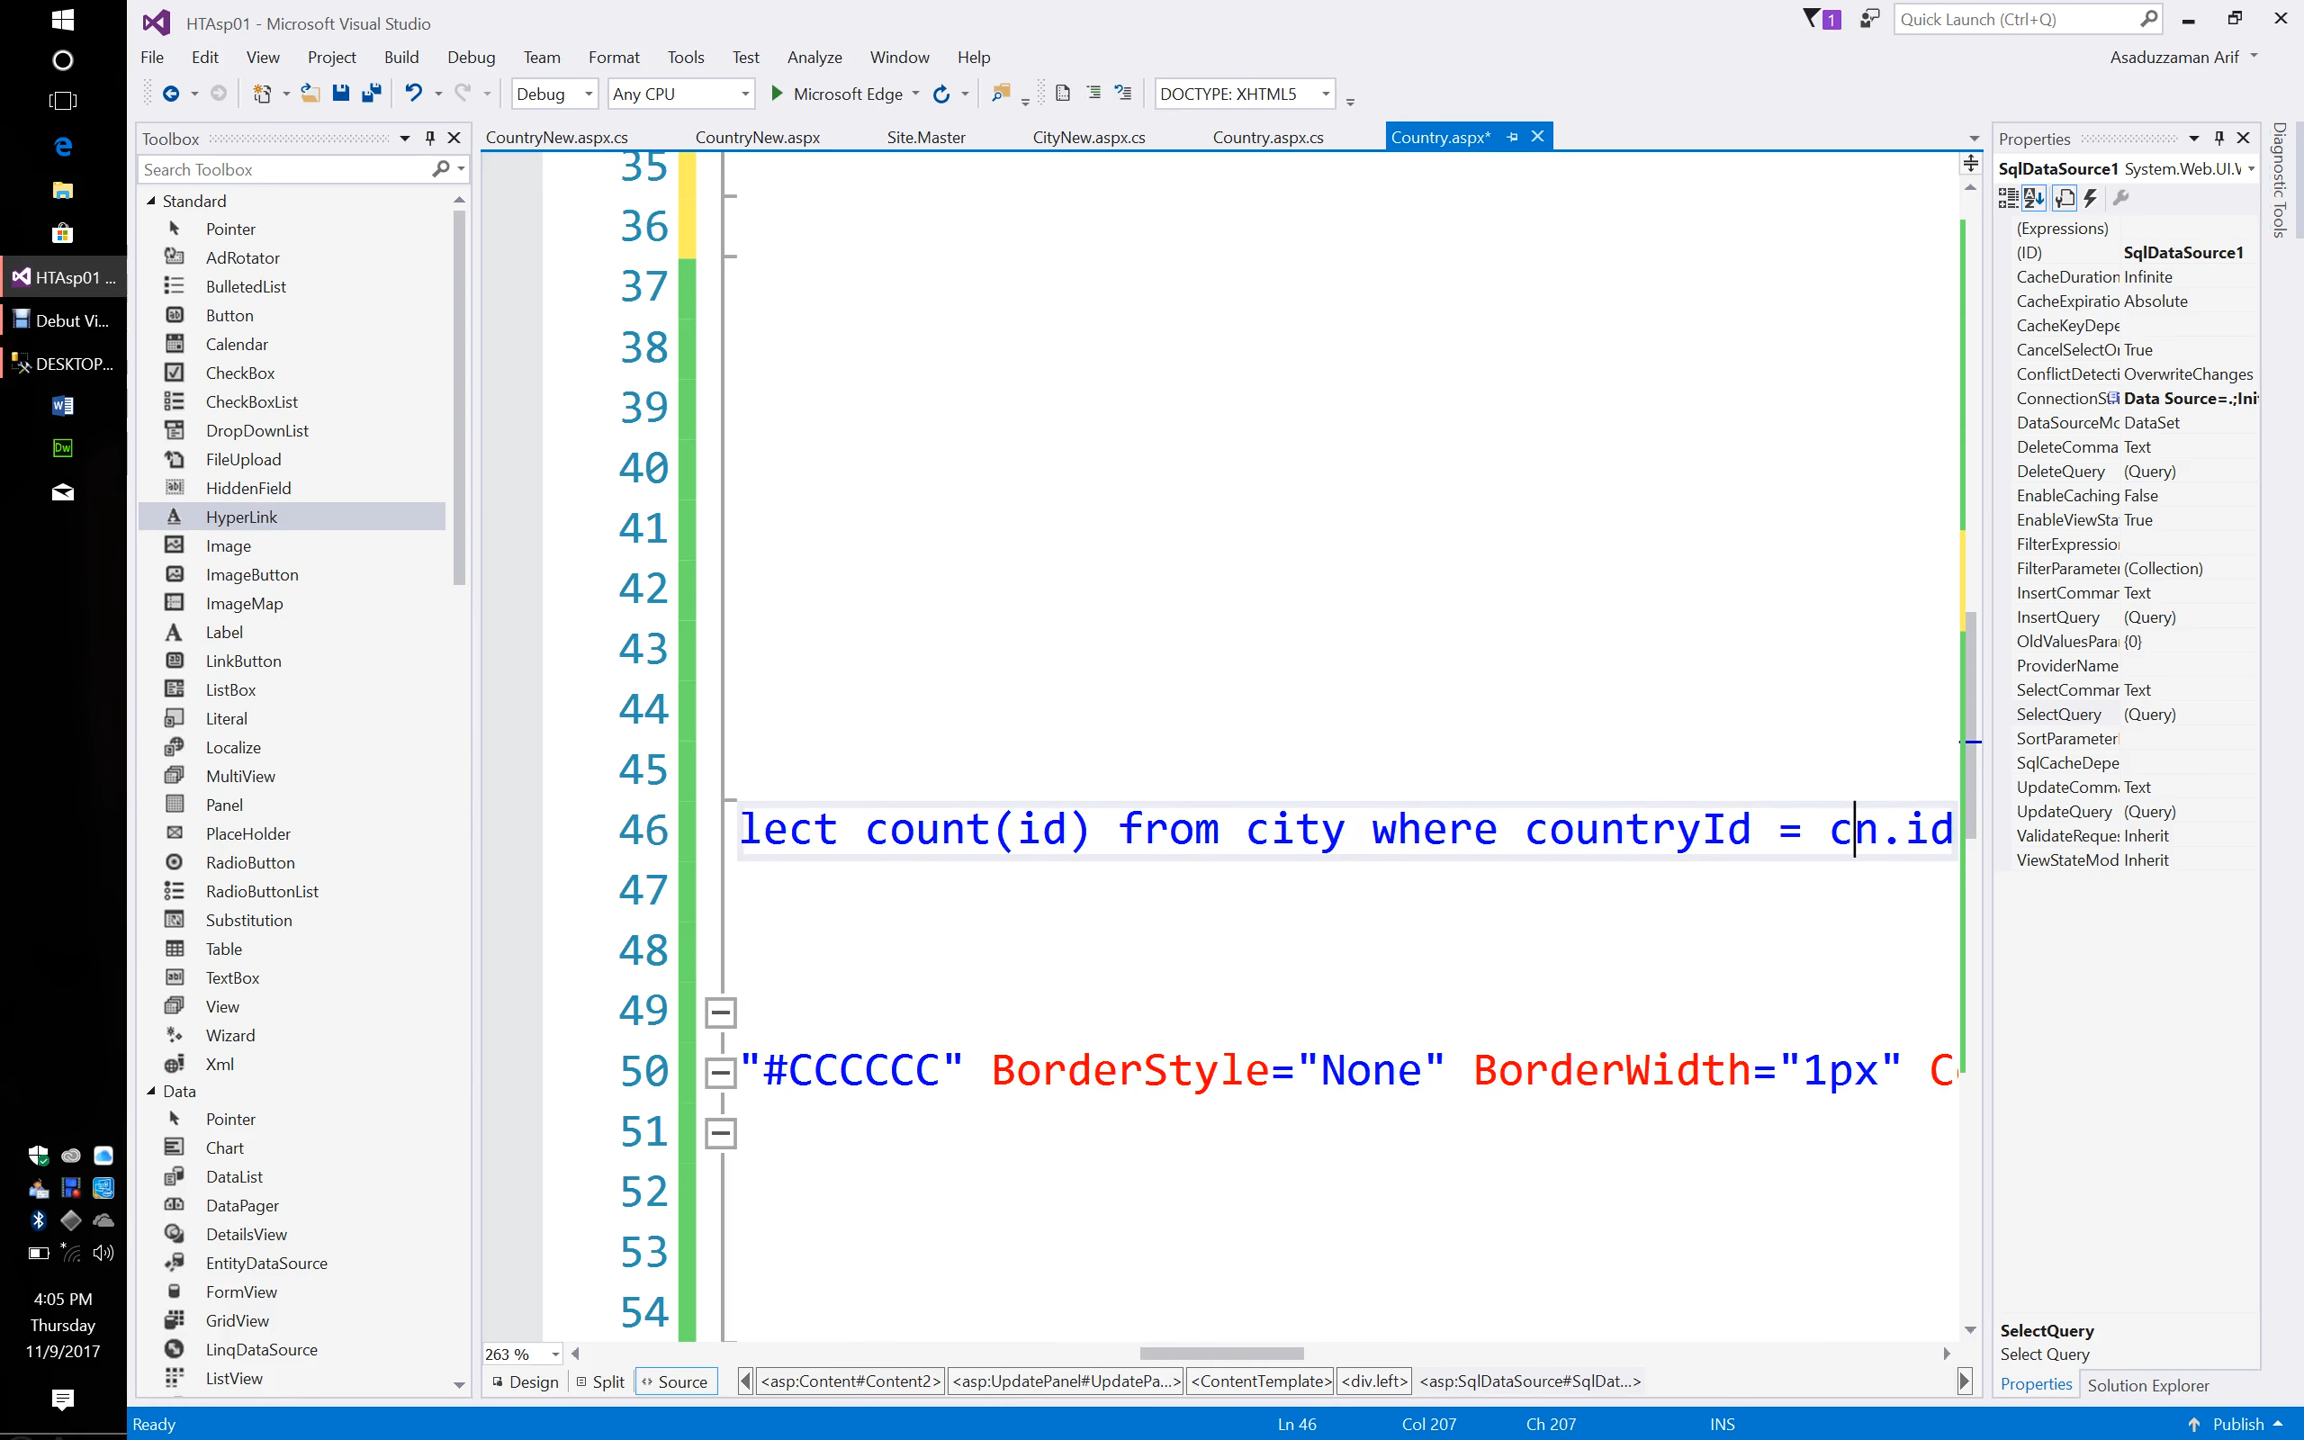 HTAsp01 - Microsoft Visual Studio
1
Quick Launch (Ctrl+Q)
File Edit View Project Build Debug Team Format Tools Test Analyze Window Help
Asaduzzaman Arif
Debug Any CPU Microsoft Edge DOCTYPE: XHTML5
HTAsp01 ...
Debut Vi...
DESKTOP...
Dw
4:05 PM
Thursday
11/9/2017
Toolbox
Search Toolbox
Standard
Pointer
AdRotator
BulletedList
Button
Calendar
CheckBox
CheckBoxList
DropDownList
FileUpload
HiddenField
HyperLink
Image
ImageButton
ImageMap
Label
LinkButton
ListBox
Literal
Localize
MultiView
Panel
PlaceHolder
RadioButton
RadioButtonList
Substitution
Table
TextBox
View
Wizard
Xml
Data
Pointer
Chart
DataList
DataPager
DetailsView
EntityDataSource
FormView
GridView
LinqDataSource
ListView
CountryNew.aspx.cs CountryNew.aspx Site.Master CityNew.aspx.cs Country.aspx.cs Country.aspx*
35
36
37
38
39
40
41
42
43
44
45
46 lect count(id) from city where countryId = cn.id
47
48
49
50 "#CCCCCC" BorderStyle="None" BorderWidth="1px" C
51
52
53
54
263 %
Design Split Source <asp:Content#Content2> <asp:UpdatePanel#UpdatePa...> <ContentTemplate> <div.left> <asp:SqlDataSource#SqlDat...>
Properties
SqlDataSource1 System.Web.UI.V
(Expressions)
(ID) SqlDataSource1
CacheDuration Infinite
CacheExpiratio Absolute
CacheKeyDepe
CancelSelectOı True
ConflictDetecti OverwriteChanges
ConnectionSt Data Source=.;Ini
DataSourceMc DataSet
DeleteComma Text
DeleteQuery (Query)
EnableCaching False
EnableViewSta True
FilterExpressio
FilterParamete (Collection)
InsertCommar Text
InsertQuery (Query)
OldValuesPara {0}
ProviderName
SelectCommar Text
SelectQuery (Query)
SortParameter
SqlCacheDepe
UpdateComm Text
UpdateQuery (Query)
ValidateReque Inherit
ViewStateMod Inherit
SelectQuery
Select Query
Properties Solution Explorer
Diagnostic Tools
Ready Ln 46 Col 207 Ch 207 INS Publish